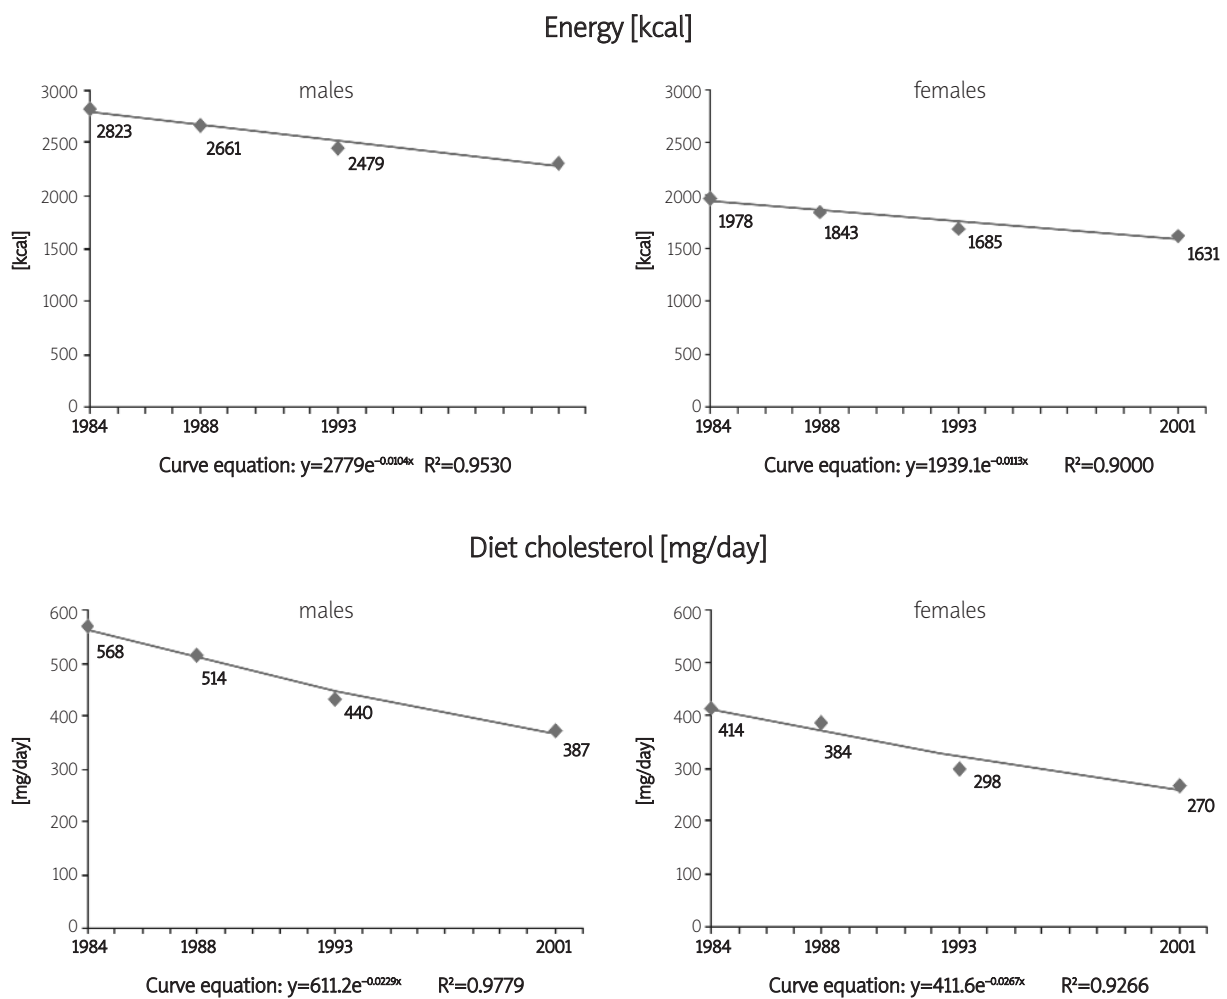 Energy [kcal]
males
3000
2500
2000
1500
1000
500
0
[kcal]
2823
2661
2479
1984 1988 1993
Curve equation: y=2779e⁻⁰·⁰¹⁰⁴ˣ R²=0.9530
females
3000
2500
2000
1500
1000
500
0
[kcal]
1978
1843
1685
1631
1984 1988 1993 2001
Curve equation: y=1939.1e⁻⁰·⁰¹¹³ˣ R²=0.9000
Diet cholesterol [mg/day]
males
600
500
400
300
200
100
0
[mg/day]
568
514
440
387
1984 1988 1993 2001
Curve equation: y=611.2e⁻⁰·⁰²²⁹ˣ R²=0.9779
females
600
500
400
300
200
100
0
[mg/day]
414
384
298
270
1984 1988 1993 2001
Curve equation: y=411.6e⁻⁰·⁰²⁶⁷ˣ R²=0.9266